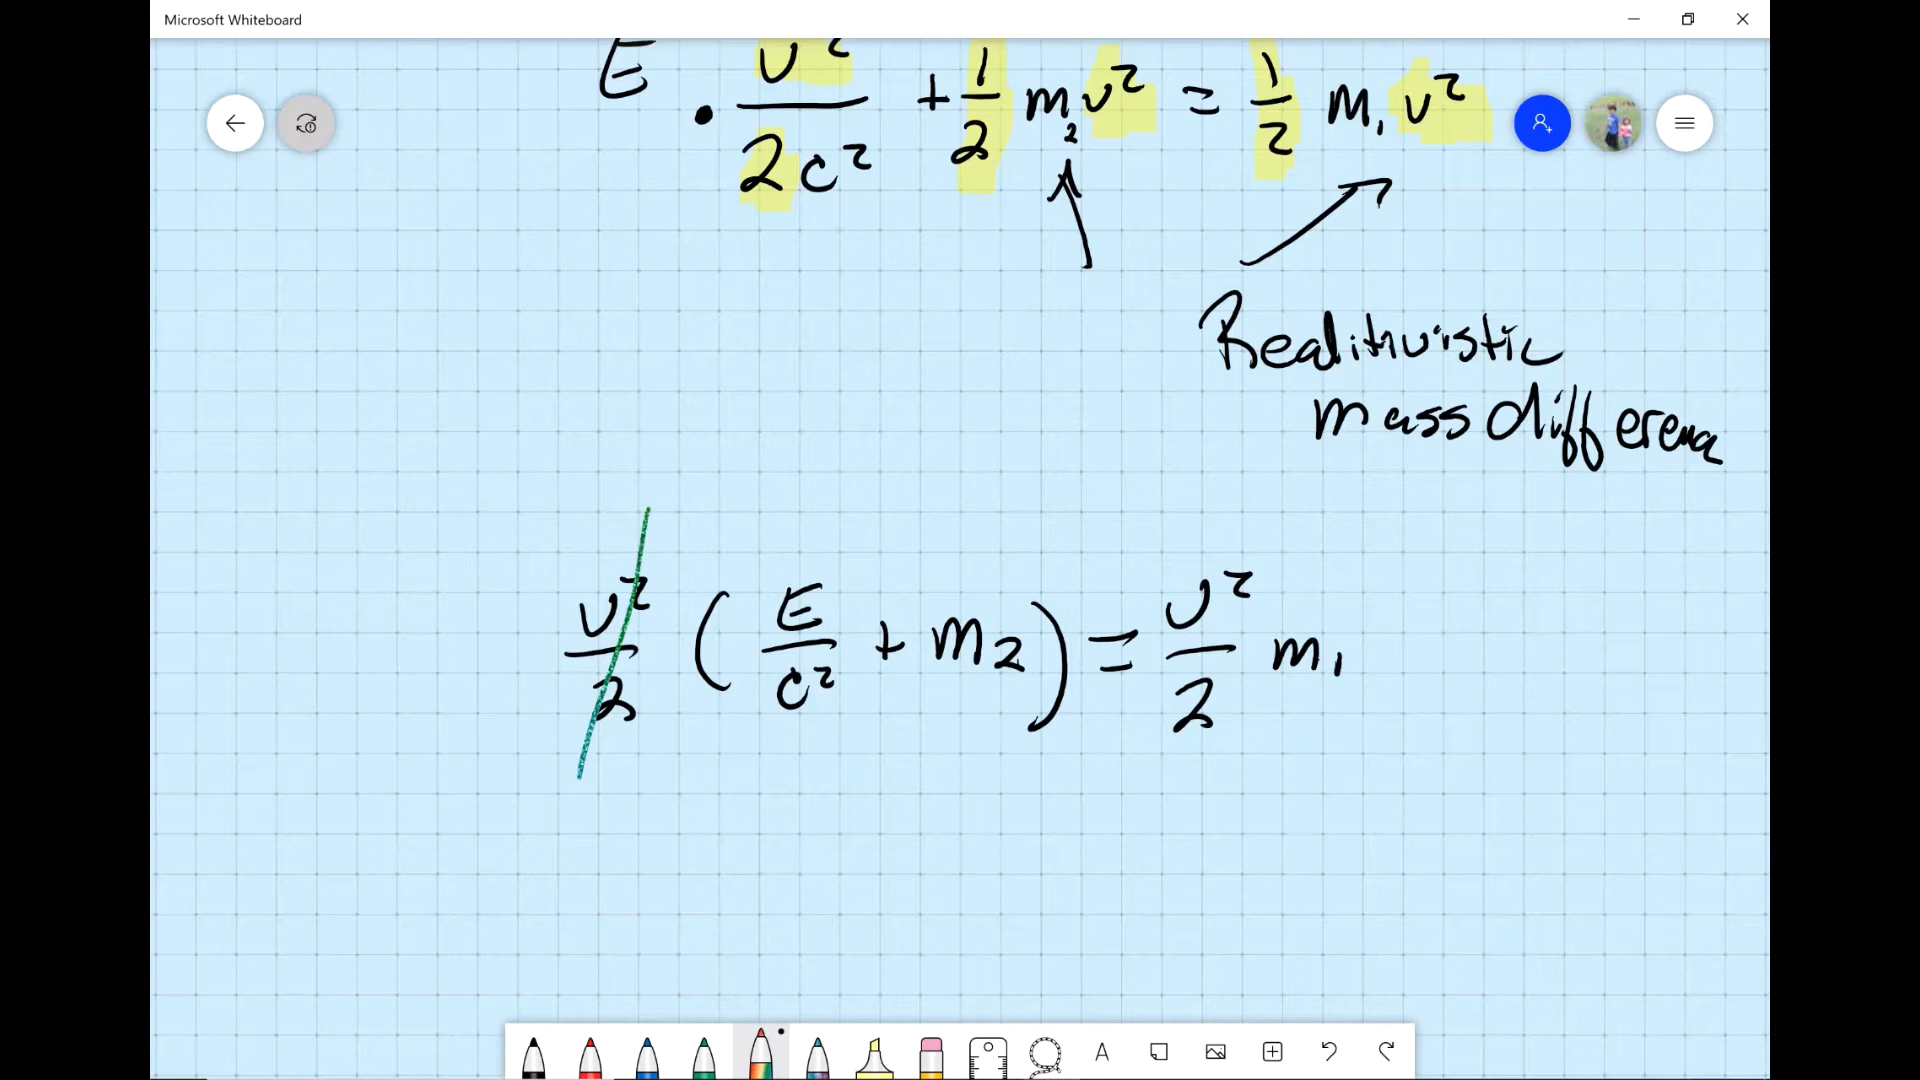 Microsoft Whiteboard
E · v²/2c² + 1/2 m₂v² = 1/2 m₁v²
Realitivistic
mass difference
v²/2 (E/c² + m₂) = v²/2 m₁
A